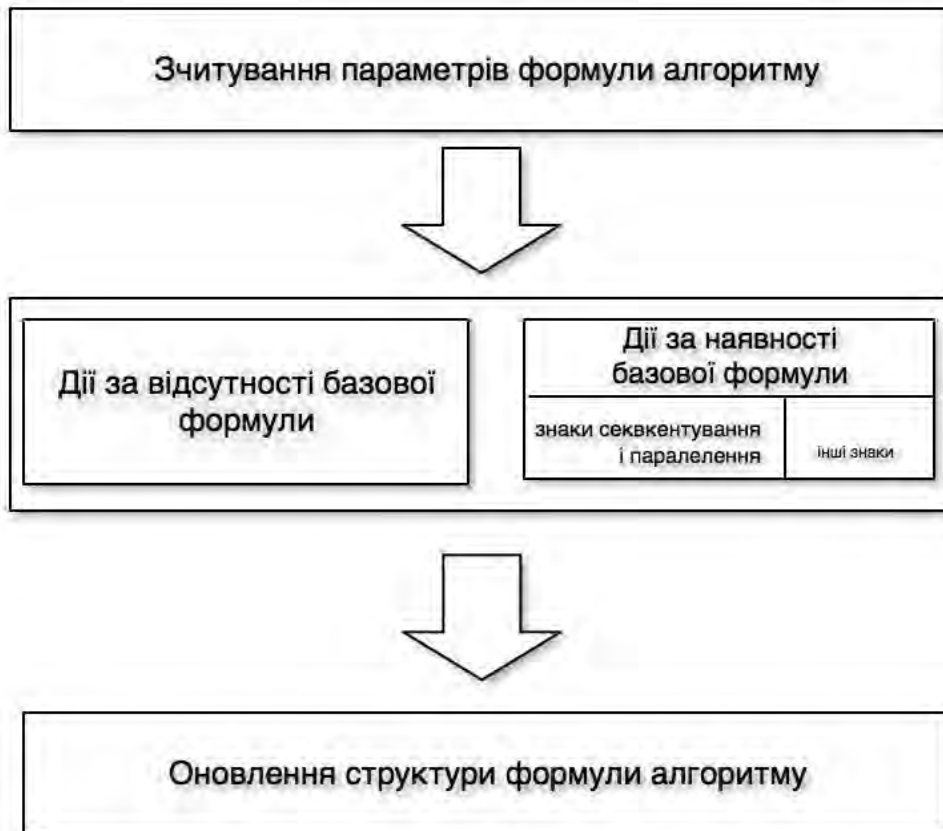 Зчитування параметрів формули алгоритму
Дії за відсутності базової
формули
Дії за наявності
базової формули
знаки секвкентування
і паралелення
інші знаки
Оновлення структури формули алгоритму